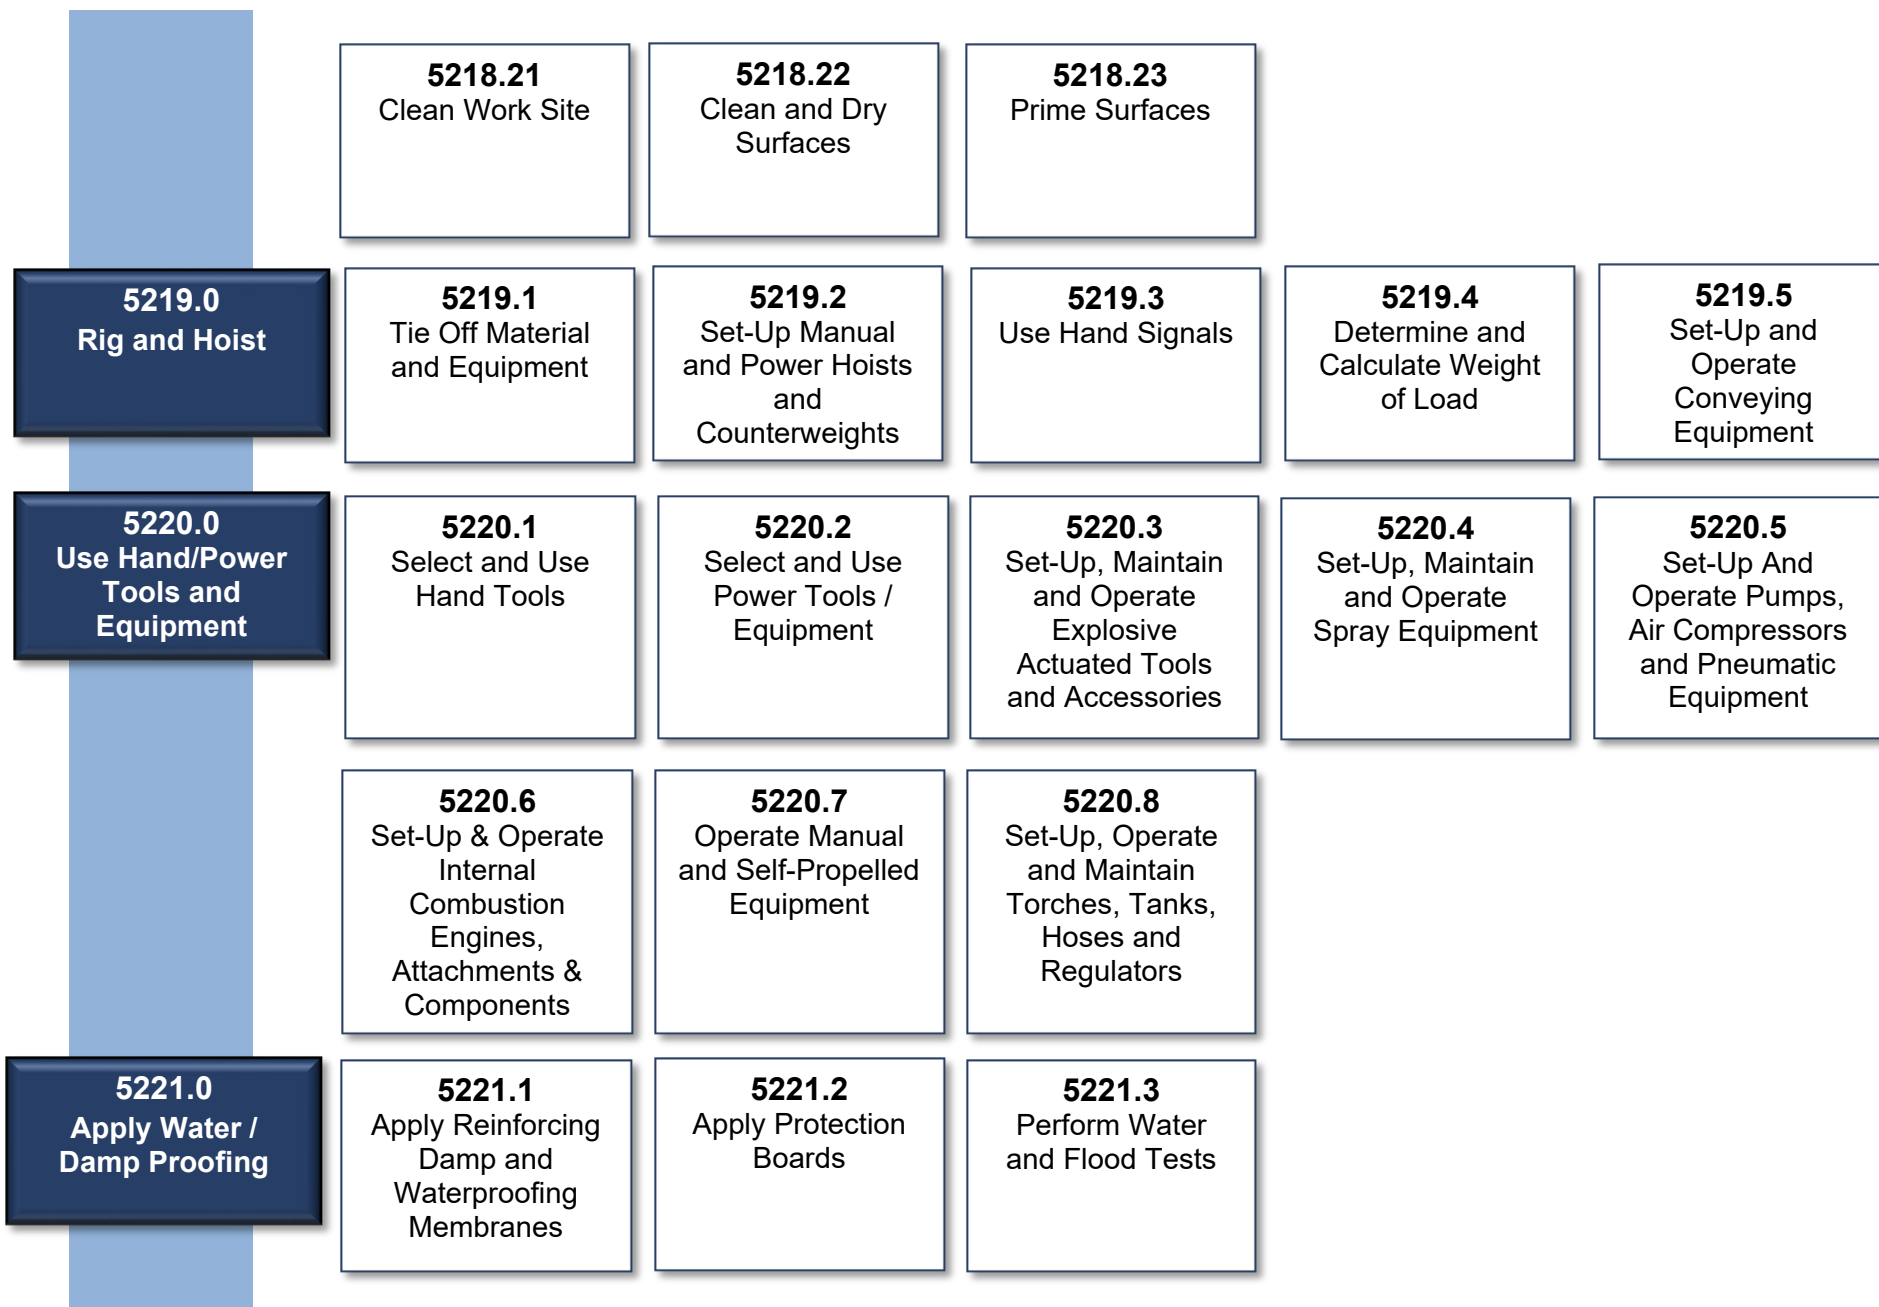 5218.21
Clean Work Site
5218.22
Clean and Dry
Surfaces
5218.23
Prime Surfaces
5219.0
Rig and Hoist
5219.1
Tie Off Material
and Equipment
5219.2
Set-Up Manual
and Power Hoists
and
Counterweights
5219.3
Use Hand Signals
5219.4
Determine and
Calculate Weight
of Load
5219.5
Set-Up and
Operate
Conveying
Equipment
5220.0
Use Hand/Power
Tools and
Equipment
5220.1
Select and Use
Hand Tools
5220.2
Select and Use
Power Tools /
Equipment
5220.3
Set-Up, Maintain
and Operate
Explosive
Actuated Tools
and Accessories
5220.4
Set-Up, Maintain
and Operate
Spray Equipment
5220.5
Set-Up And
Operate Pumps,
Air Compressors
and Pneumatic
Equipment
5220.6
Set-Up & Operate
Internal
Combustion
Engines,
Attachments &
Components
5220.7
Operate Manual
and Self-Propelled
Equipment
5220.8
Set-Up, Operate
and Maintain
Torches, Tanks,
Hoses and
Regulators
5221.0
Apply Water /
Damp Proofing
5221.1
Apply Reinforcing
Damp and
Waterproofing
Membranes
5221.2
Apply Protection
Boards
5221.3
Perform Water
and Flood Tests